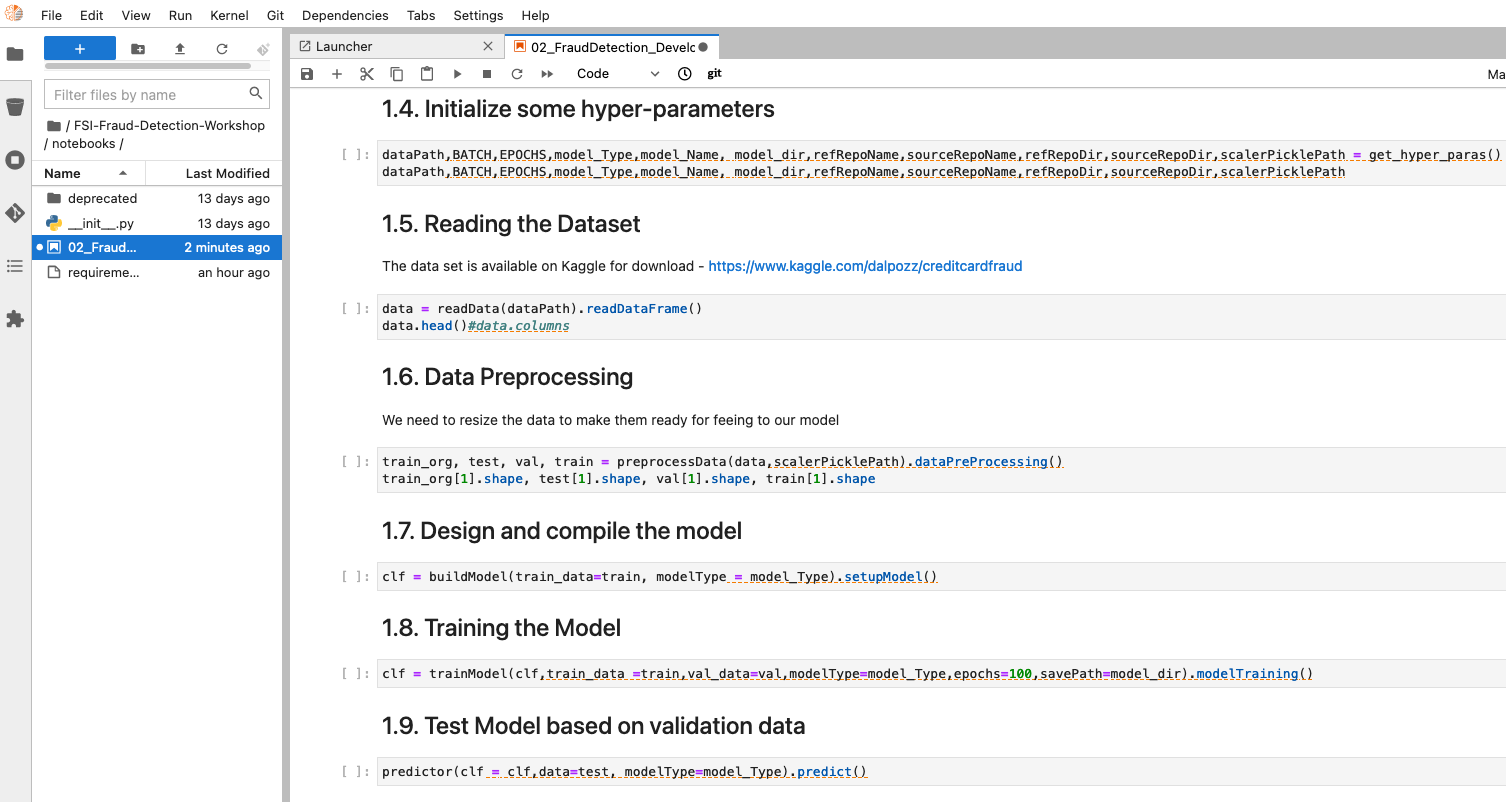 File Edit View Run Kernel Git Dependencies Tabs Settings Help
+
Filter files by name
/ FSI-Fraud-Detection-Workshop
/ notebooks /
Name Last Modified
deprecated 13 days ago
__init__.py 13 days ago
02_Fraud... 2 minutes ago
requireme... an hour ago
Launcher
02_FraudDetection_Develc
Code git Ma
1.4. Initialize some hyper-parameters
[ ]: dataPath,BATCH,EPOCHS,model_Type,model_Name, model_dir,refRepoName,sourceRepoName,refRepoDir,sourceRepoDir,scalerPicklePath = get_hyper_paras()
dataPath,BATCH,EPOCHS,model_Type,model_Name, model_dir,refRepoName,sourceRepoName,refRepoDir,sourceRepoDir,scalerPicklePath
1.5. Reading the Dataset
The data set is available on Kaggle for download - https://www.kaggle.com/dalpozz/creditcardfraud
[ ]: data = readData(dataPath).readDataFrame()
data.head()#data.columns
1.6. Data Preprocessing
We need to resize the data to make them ready for feeing to our model
[ ]: train_org, test, val, train = preprocessData(data,scalerPicklePath).dataPreProcessing()
train_org[1].shape, test[1].shape, val[1].shape, train[1].shape
1.7. Design and compile the model
[ ]: clf = buildModel(train_data=train, modelType = model_Type).setupModel()
1.8. Training the Model
[ ]: clf = trainModel(clf,train_data =train,val_data=val,modelType=model_Type,epochs=100,savePath=model_dir).modelTraining()
1.9. Test Model based on validation data
[ ]: predictor(clf = clf,data=test, modelType=model_Type).predict()